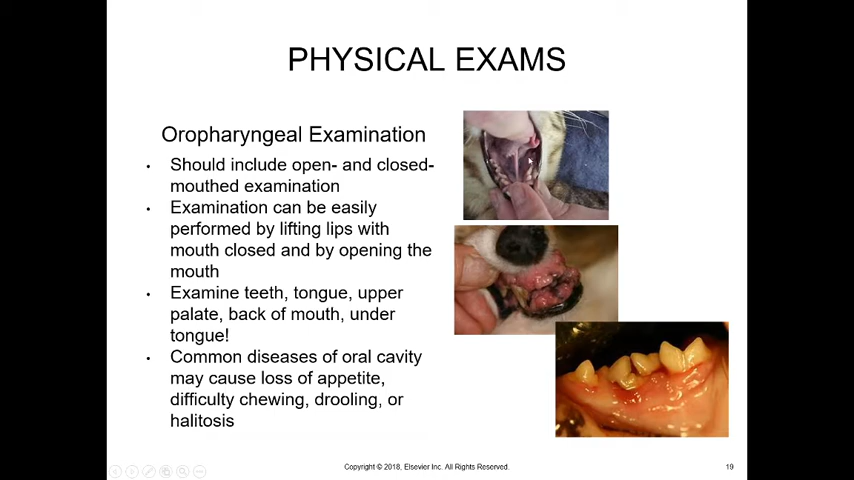 PHYSICAL EXAMS
Oropharyngeal Examination
• Should include open- and closed-
mouthed examination
• Examination can be easily
performed by lifting lips with
mouth closed and by opening the
mouth
• Examine teeth, tongue, upper
palate, back of mouth, under
tongue!
• Common diseases of oral cavity
may cause loss of appetite,
difficulty chewing, drooling, or
halitosis
Copyright © 2018, Elsevier Inc. All Rights Reserved.
19